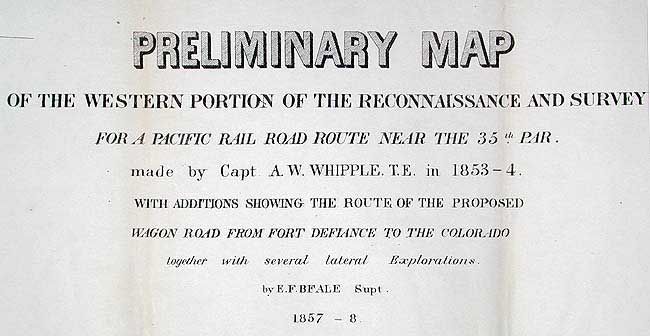 PRELIMINARY MAP
OF THE WESTERN PORTION OF THE RECONNAISSANCE AND SURVEY
FOR A PACIFIC RAIL ROAD ROUTE NEAR THE 35th PAR.
made by Capt A.W. WHIPPLE. T.E. in 1853-4.
WITH ADDITIONS SHOWING THE ROUTE OF THE PROPOSED
WAGON ROAD FROM FORT DEFIANCE TO THE COLORADO
together with several lateral Explorations.
by E.F. BEALE Supt.
1857-8.